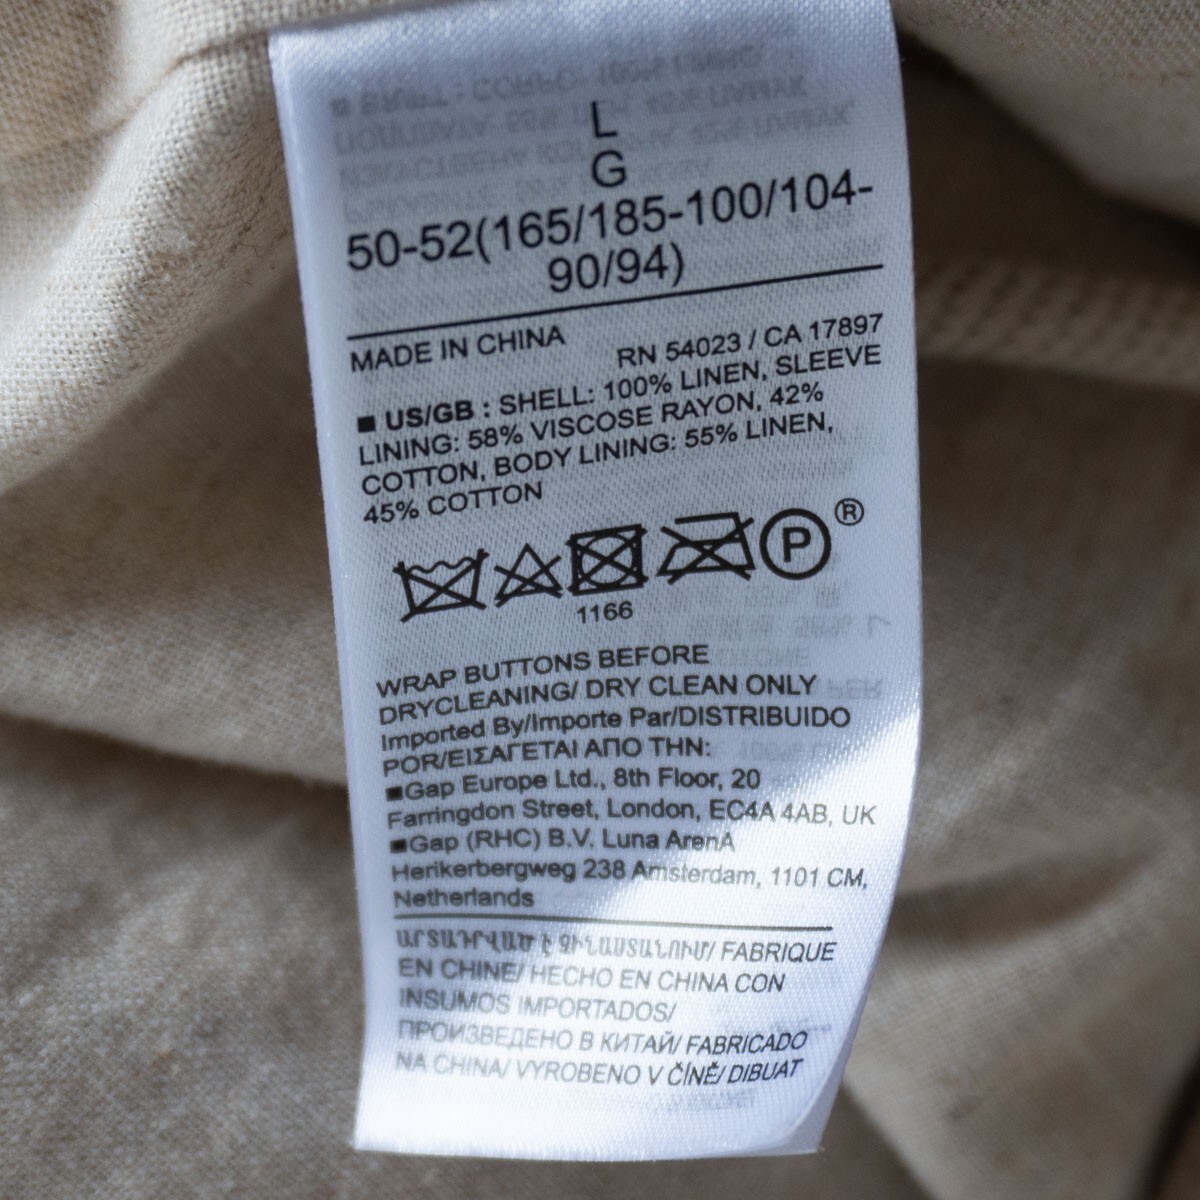 L
G
50-52(165/185-100/104-
90/94)
MADE IN CHINA
RN 54023 / CA 17897
■ US/GB : SHELL: 100% LINEN, SLEEVE
LINING: 58% VISCOSE RAYON, 42%
COTTON, BODY LINING: 55% LINEN,
45% COTTON
P ®
1166
WRAP BUTTONS BEFORE
DRYCLEANING/ DRY CLEAN ONLY
Imported By/Importe Par/DISTRIBUIDO
POR/ΕΙΣΑΓΕΤΑΙ ΑΠΟ ΤΗΝ:
■Gap Europe Ltd., 8th Floor, 20
Farringdon Street, London, EC4A 4AB, UK
■Gap (RHC) B.V. Luna ArenA
Herikerbergweg 238 Amsterdam, 1101 CM,
Netherlands
ԱՐՏԱԴՐՎԱԾ Է ՉԻՆԱՍՏԱՆՈՒՄ/ FABRIQUE
EN CHINE/ HECHO EN CHINA CON
INSUMOS IMPORTADOS/
ПРОИЗВЕДЕНО В КИТАЙ/ FABRICADO
NA CHINA/ VYROBENO V ČÍNĚ/ DIBUAT